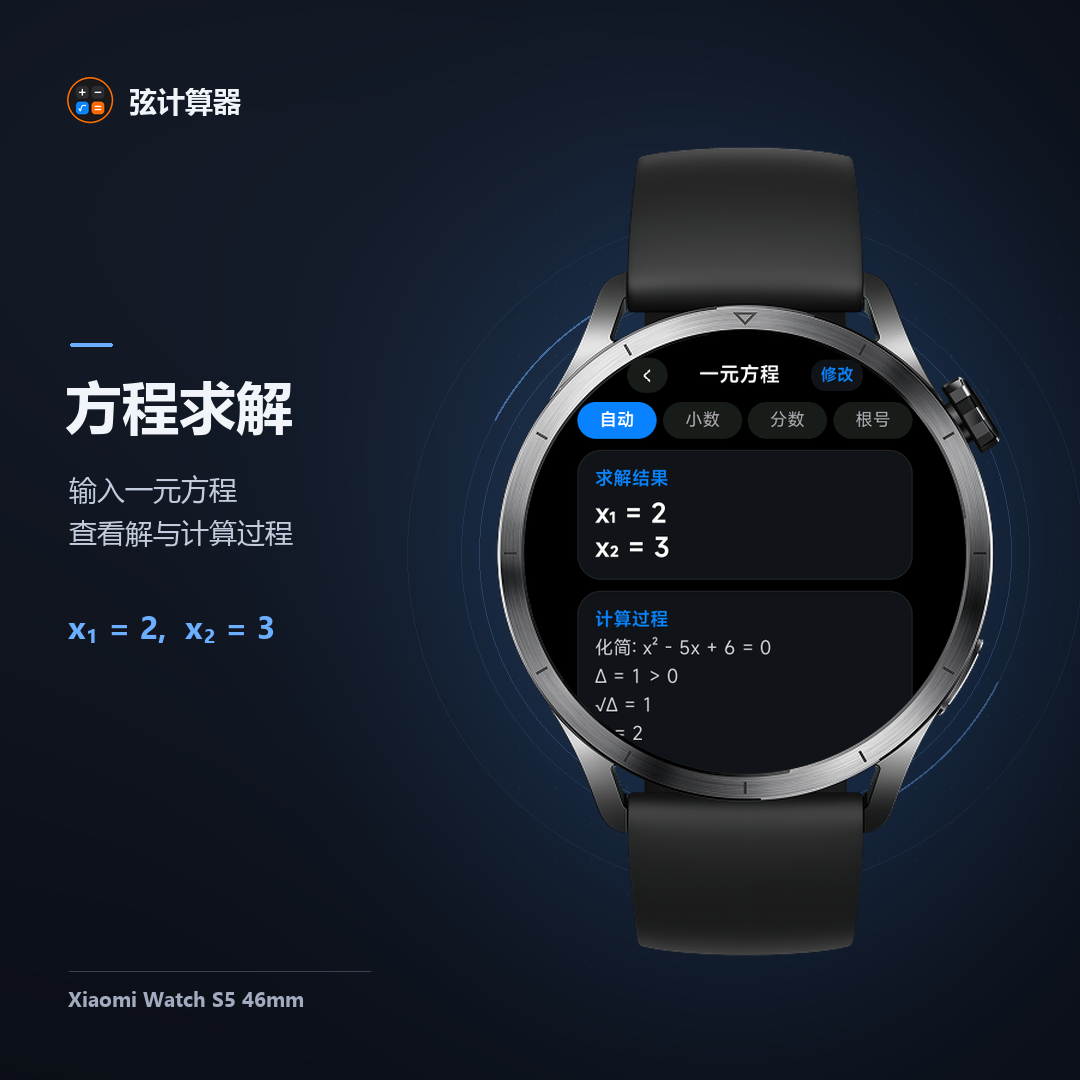 弦计算器
方程求解
输入一元方程
查看解与计算过程
x₁ = 2, x₂ = 3
一元方程
修改
自动
小数
分数
根号
求解结果
x₁ = 2
x₂ = 3
计算过程
化简: x² - 5x + 6 = 0
Δ = 1 > 0
√Δ = 1
= 2
Xiaomi Watch S5 46mm